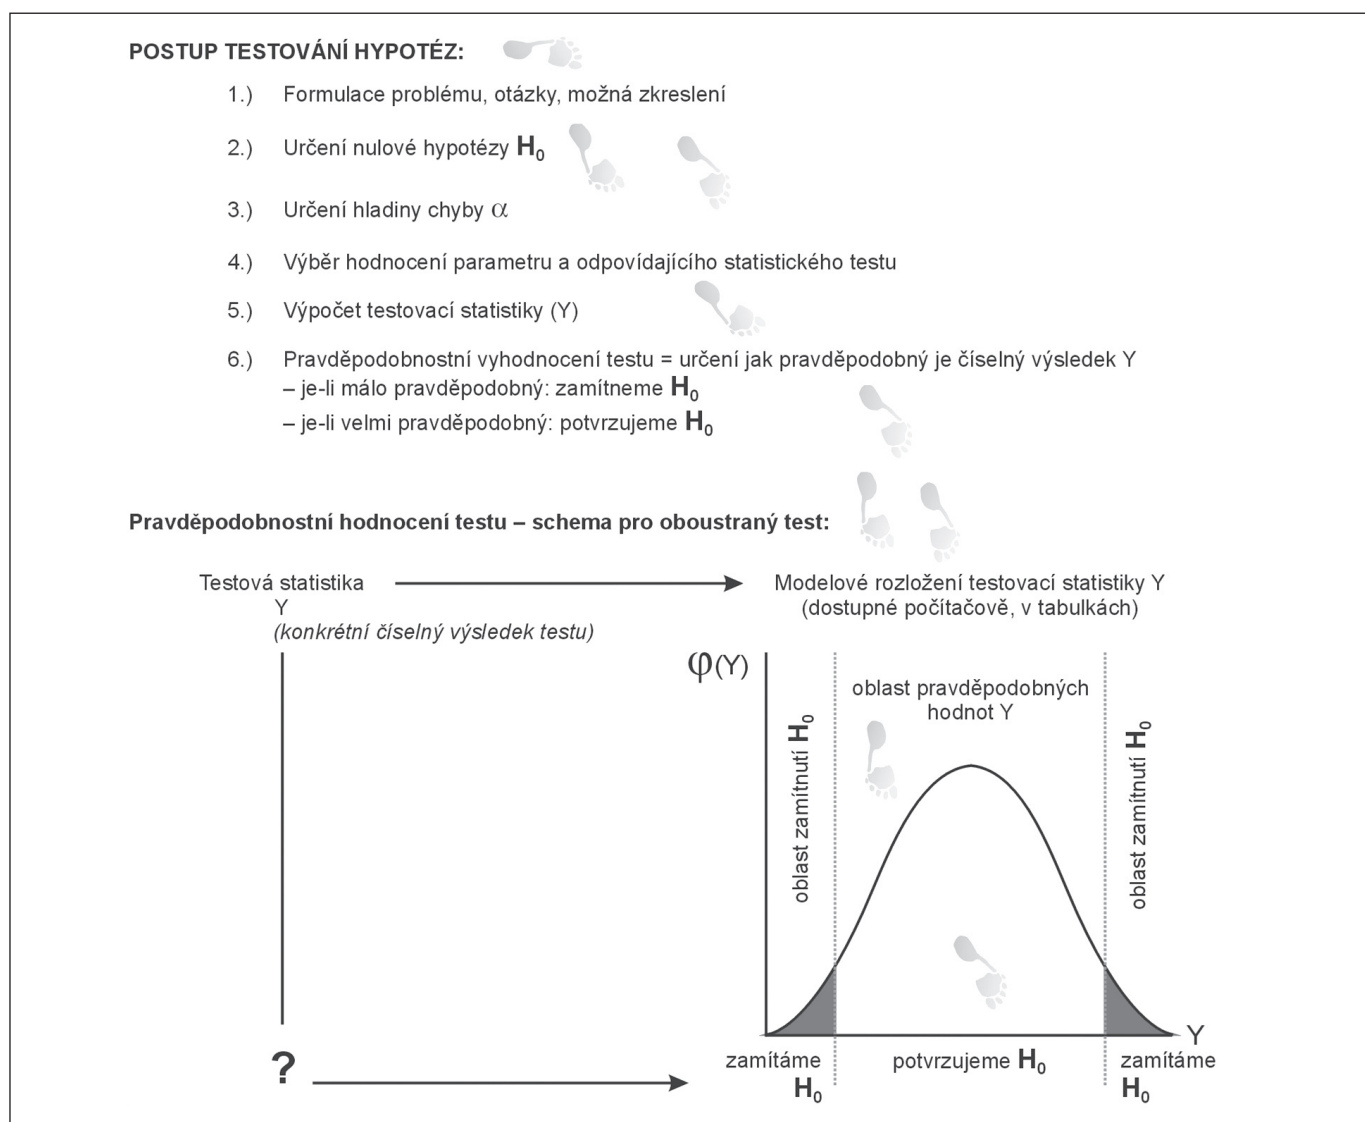 POSTUP TESTOVÁNÍ HYPOTÉZ:
1.) Formulace problému, otázky, možná zkreslení
2.) Určení nulové hypotézy H0
3.) Určení hladiny chyby α
4.) Výběr hodnocení parametru a odpovídajícího statistického testu
5.) Výpočet testovací statistiky (Y)
6.) Pravděpodobnostní vyhodnocení testu = určení jak pravděpodobný je číselný výsledek Y
– je-li málo pravděpodobný: zamítneme H0
– je-li velmi pravděpodobný: potvrzujeme H0
Pravděpodobnostní hodnocení testu – schema pro oboustraný test:
Testová statistika
Y
(konkrétní číselný výsledek testu)
Modelové rozložení testovací statistiky Y
(dostupné počítačově, v tabulkách)
φ(Y)
oblast zamítnutí H0
oblast pravděpodobných
hodnot Y
oblast zamítnutí H0
Y
?
zamítáme
H0
potvrzujeme H0
zamítáme
H0